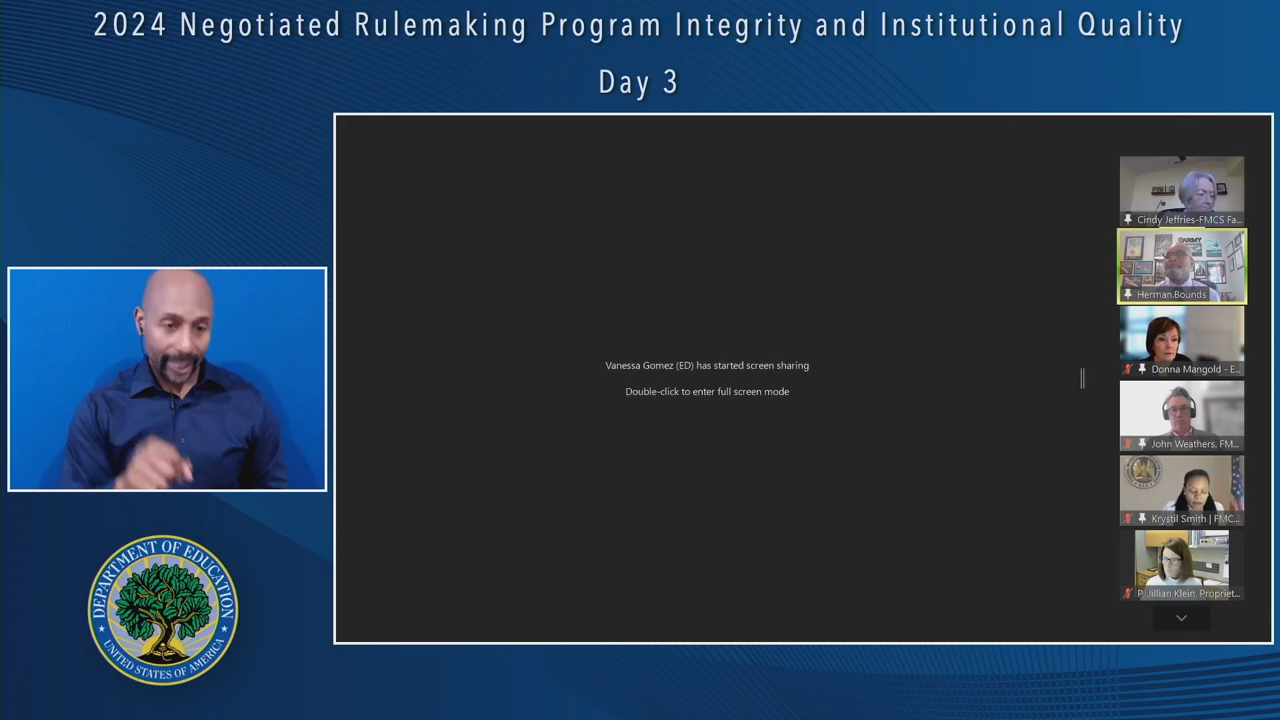 2024 Negotiated Rulemaking Program Integrity and Institutional Quality
Day 3
Vanessa Gomez (ED) has started screen sharing
Double-click to enter full screen mode
Cindy Jeffries-FMCS Fa...
ARMY
Herman.Bounds
Donna Mangold - E...
John Weathers, FM...
Krystil Smith | FMC...
P, Jillian Klein, Propriet...
DEPARTMENT OF EDUCATION
UNITED STATES OF AMERICA